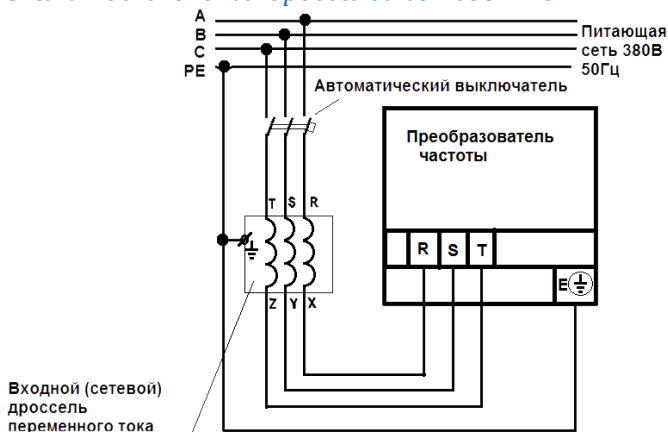 A
B
C
PE
Питающая
сеть 380В
50Гц
Автоматический выключатель
Преобразователь
частоты
T S R
R S T
E
Z Y X
Входной (сетевой)
дроссель
переменного тока